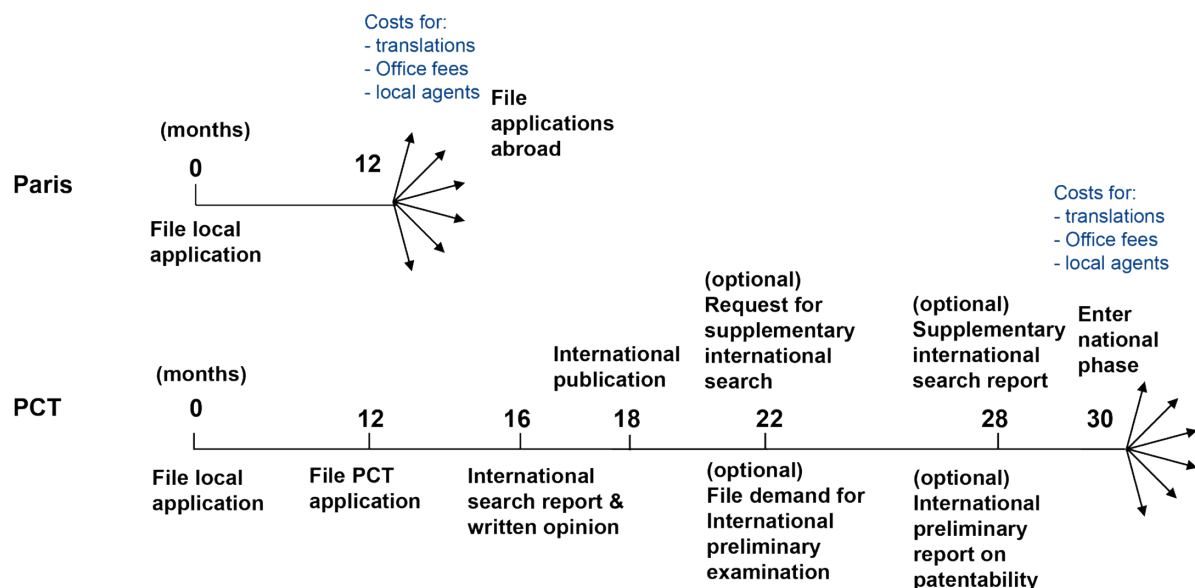 Costs for:
- translations
- Office fees
- local agents
File
applications
abroad
(months)
0
12
Paris
File local
application
Costs for:
- translations
- Office fees
- local agents
(optional)
Request for
supplementary
international
search
(optional)
Supplementary
international
search report
Enter
national
phase
International
publication
(months)
PCT
0
12
16
18
22
28
30
File local
application
File PCT
application
International
search report &
written opinion
(optional)
File demand for
International
preliminary
examination
(optional)
International
preliminary
report on
patentability